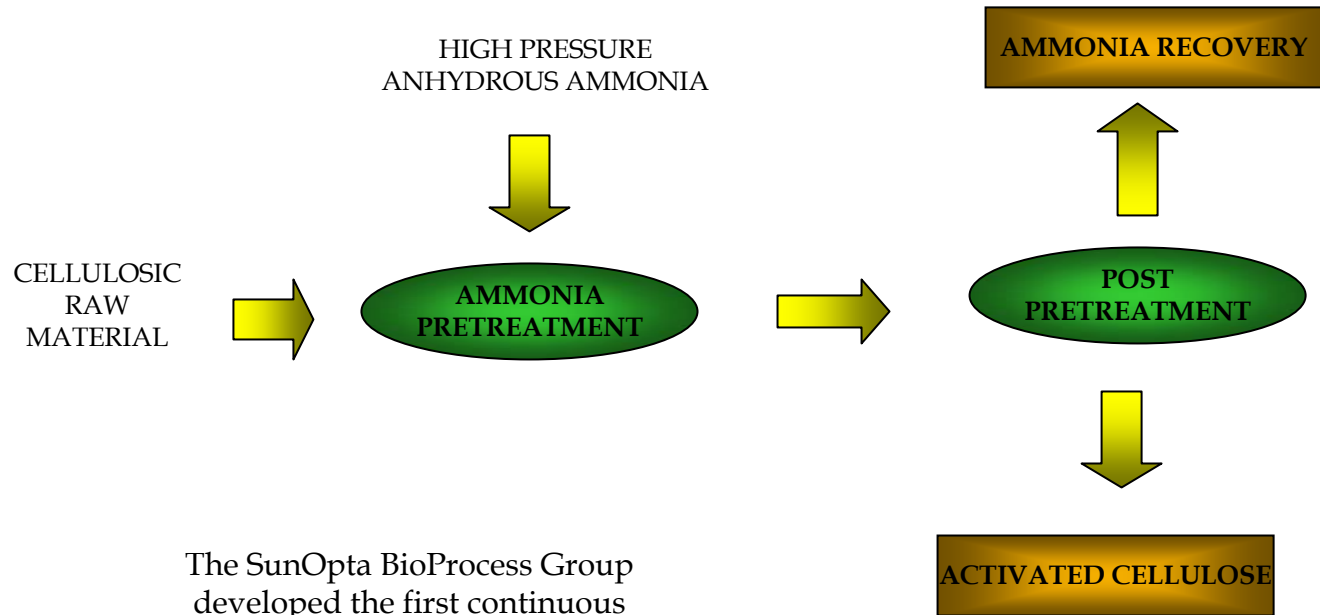 HIGH PRESSURE
ANHYDROUS AMMONIA
AMMONIA RECOVERY
CELLULOSIC
RAW
MATERIAL
AMMONIA
PRETREATMENT
POST
PRETREATMENT
The SunOpta BioProcess Group
developed the first continuous
ACTIVATED CELLULOSE